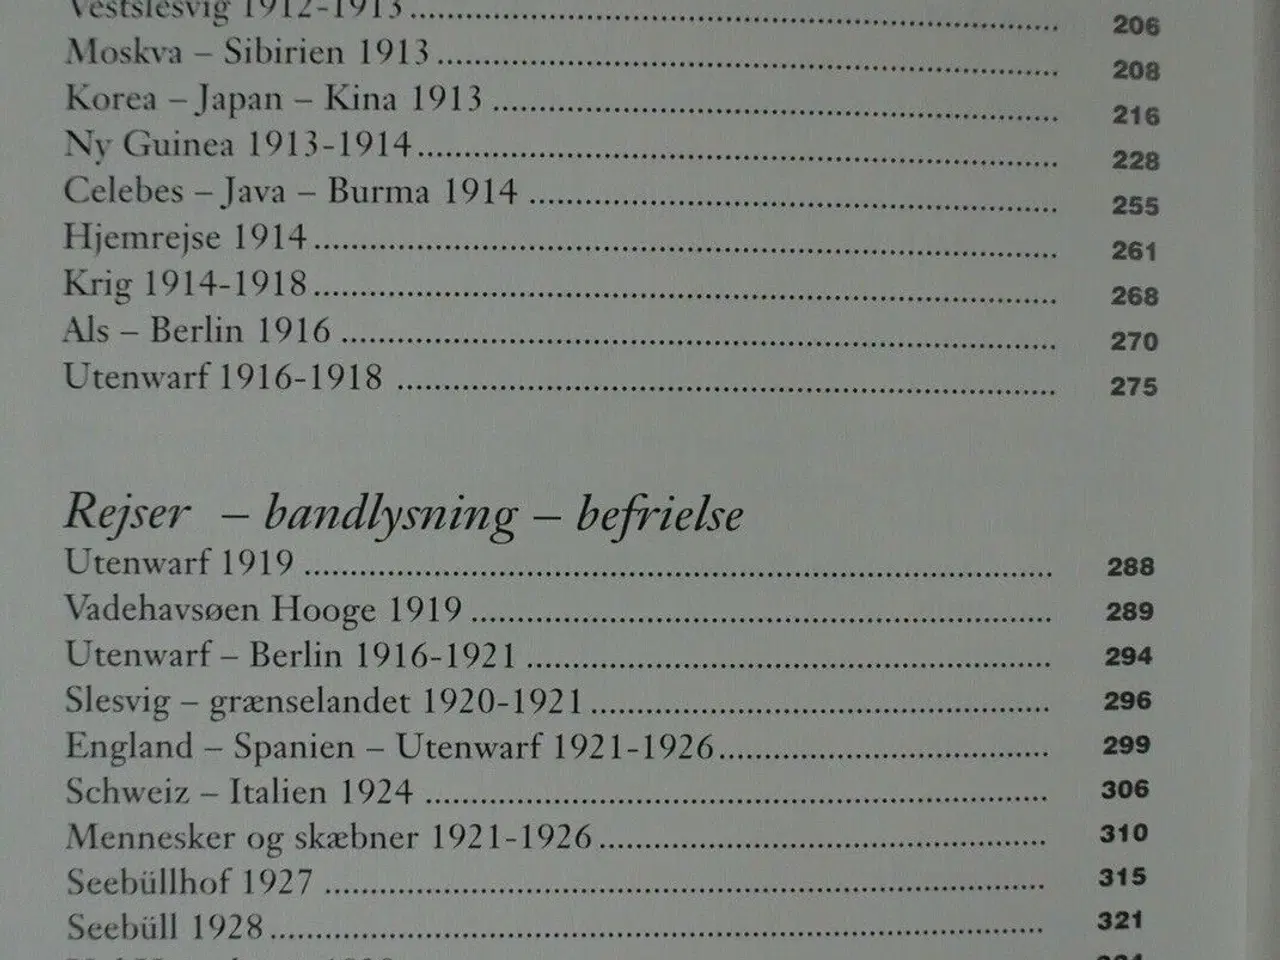 Vestslesvig 1912-1913 ........ 206
Moskva – Sibirien 1913 ........ 208
Korea – Japan – Kina 1913 ........ 216
Ny Guinea 1913-1914 ........ 228
Celebes – Java – Burma 1914 ........ 255
Hjemrejse 1914 ........ 261
Krig 1914-1918 ........ 268
Als – Berlin 1916 ........ 270
Utenwarf 1916-1918 ........ 275
Rejser – bandlysning – befrielse
Utenwarf 1919 ........ 288
Vadehavsøen Hooge 1919 ........ 289
Utenwarf – Berlin 1916-1921 ........ 294
Slesvig – grænselandet 1920-1921 ........ 296
England – Spanien – Utenwarf 1921-1926 ........ 299
Schweiz – Italien 1924 ........ 306
Mennesker og skæbner 1921-1926 ........ 310
Seebüllhof 1927 ........ 315
Seebüll 1928 ........ 321